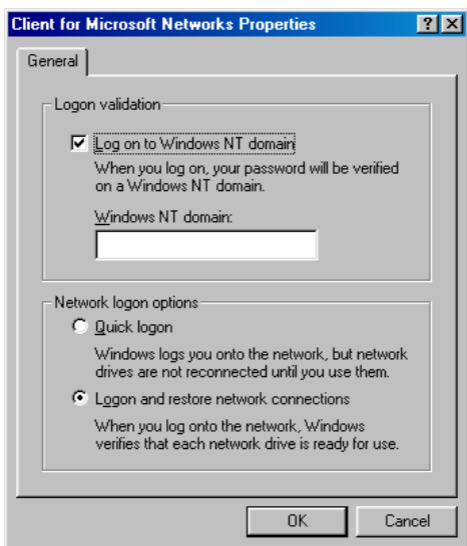 Client for Microsoft Networks Properties
General
Logon validation
Log on to Windows NT domain
When you log on, your password will be verified
on a Windows NT domain.
Windows NT domain:
Network logon options
Quick logon
Windows logs you onto the network, but network
drives are not reconnected until you use them.
Logon and restore network connections
When you log onto the network, Windows
verifies that each network drive is ready for use.
OK
Cancel